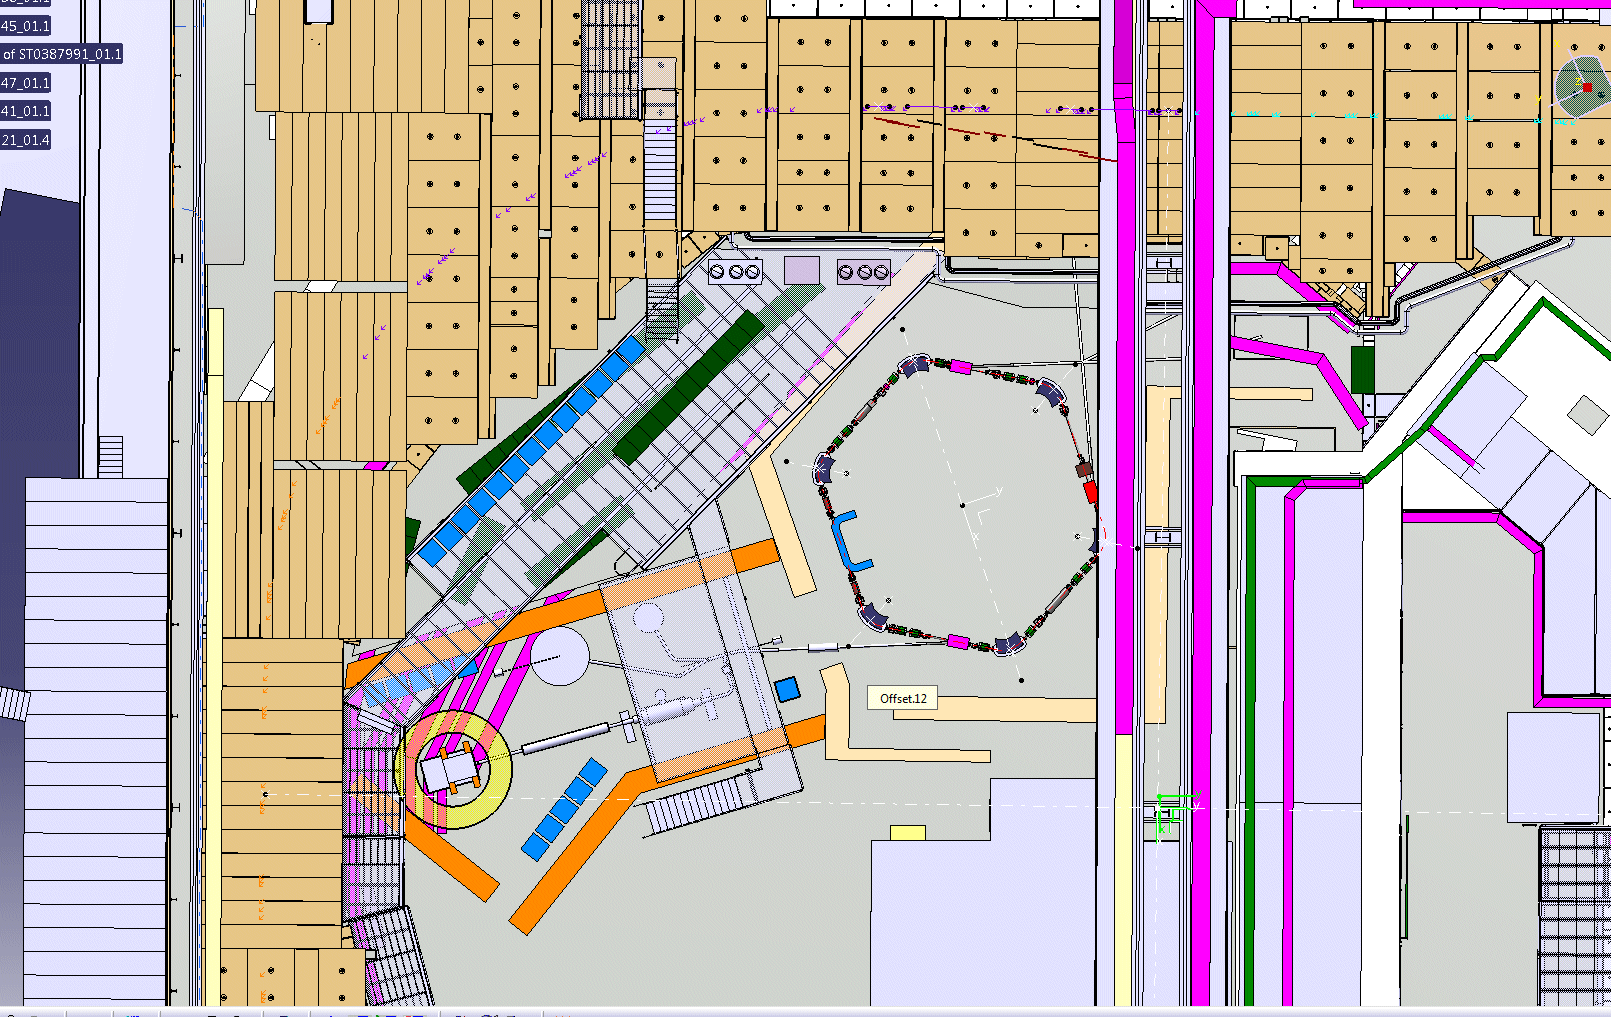 45_01.1
of ST0387991_01.1
47_01.1
41_01.1
21_01.4
Offset.12
y
x
k